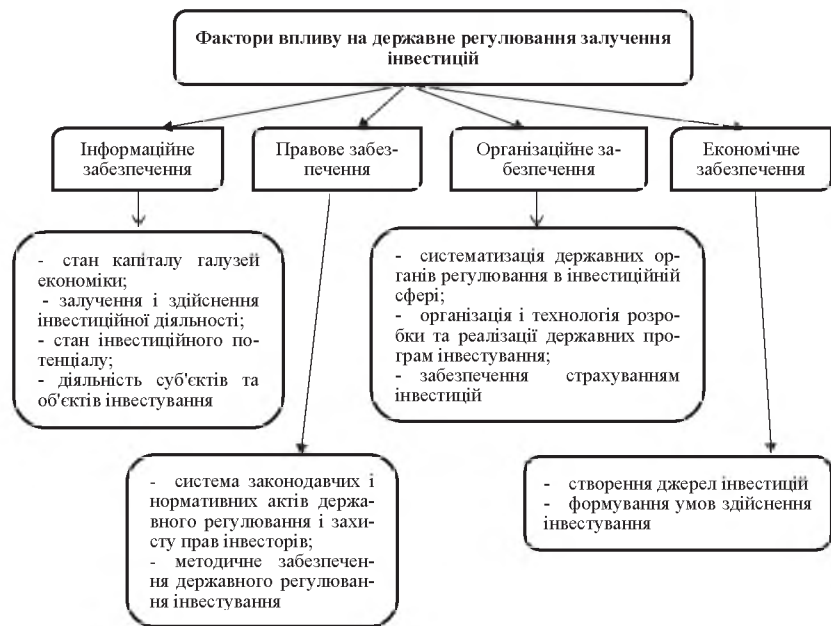 Фактори впливу на державне регулювання залучення
інвестицій
Інформаційне
забезпечення
Правове забез-
печення
Організаційне за-
безпечення
Економічне
забезпечення
- стан капіталу галузей
економіки;
- залучення і здійснення
інвестиційної діяльності;
- стан інвестиційного по-
тенціалу;
- діяльність суб'єктів та
об'єктів інвестування
- систематизація державних ор-
ганів регулювання в інвестиційній
сфері;
- організація і технологія розро-
бки та реалізації державних про-
грам інвестування;
- забезпечення страхуванням
інвестицій
- система законодавчих і
нормативних актів держа-
вного регулювання і захи-
сту прав інвесторів;
- методичне забезпечен-
ня державного регулюван-
ня інвестування
- створення джерел інвестицій
- формування умов здійснення
інвестування